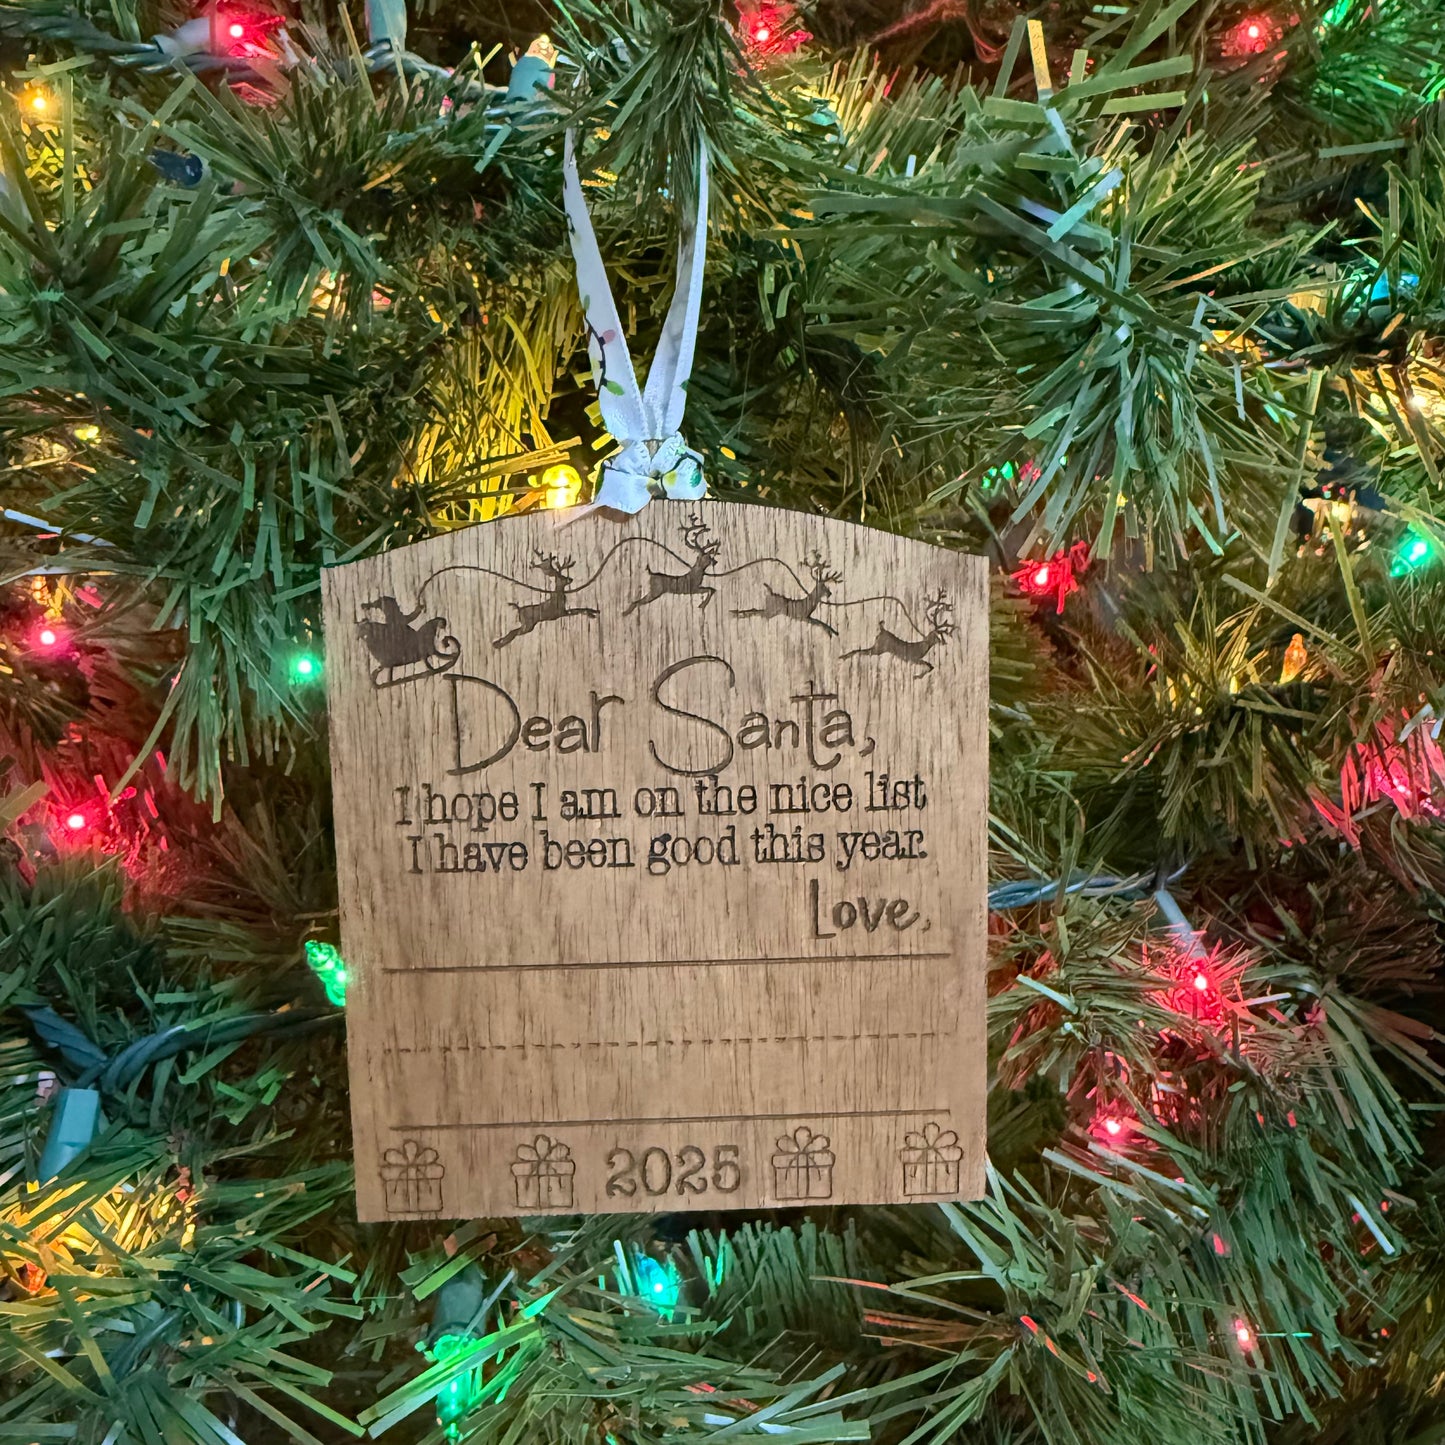 Dear Santa,
I hope I am on the nice list
I have been good this year.
Love,
2025